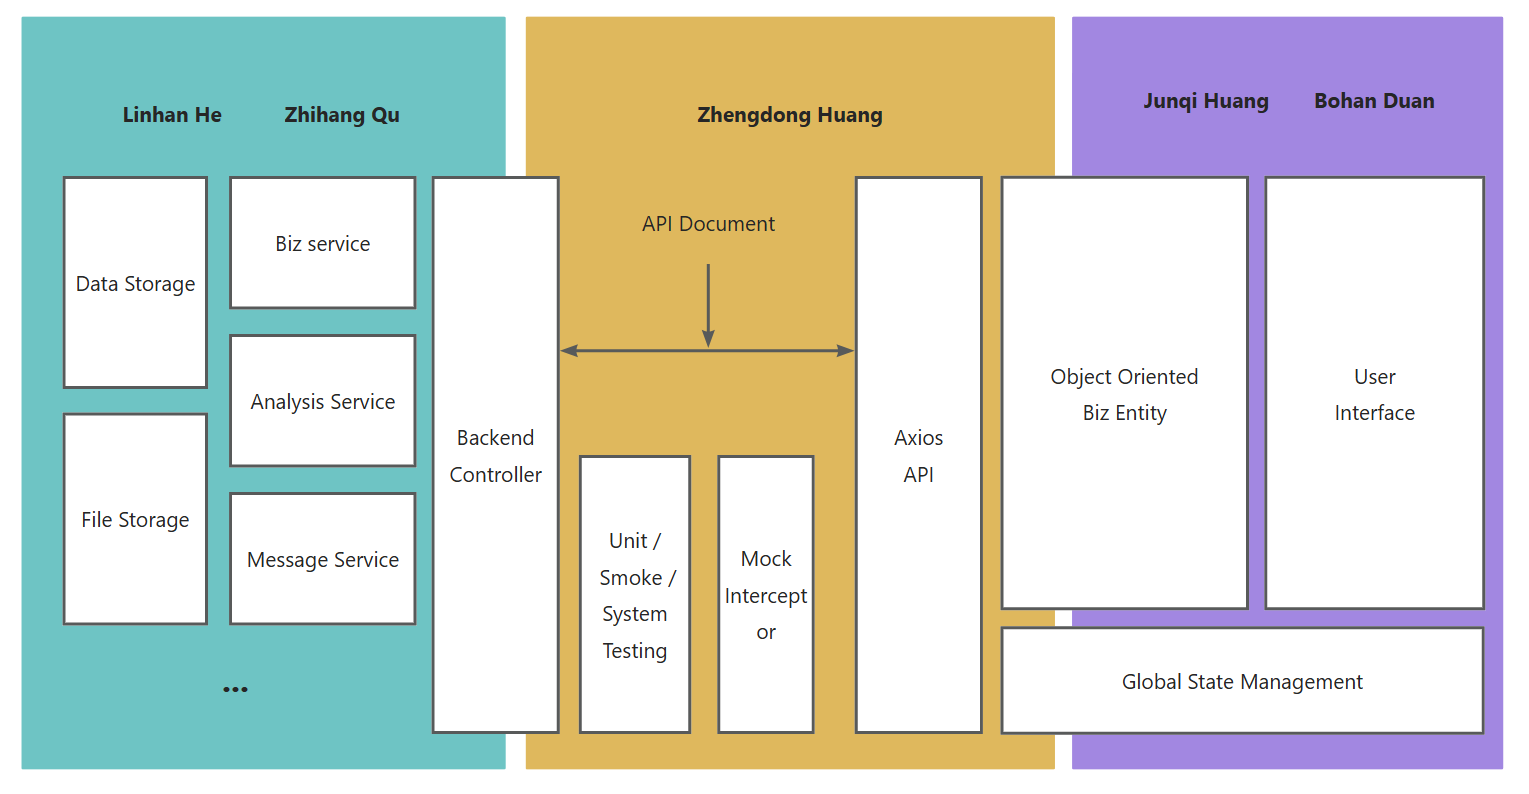 Linhan He
Zhihang Qu
Zhengdong Huang
Junqi Huang
Bohan Duan
Data Storage
File Storage
Biz service
Analysis Service
Message Service
...
Backend
Controller
API Document
Unit /
Smoke /
System
Testing
Mock
Intercept
or
Axios
API
Object Oriented
Biz Entity
User
Interface
Global State Management